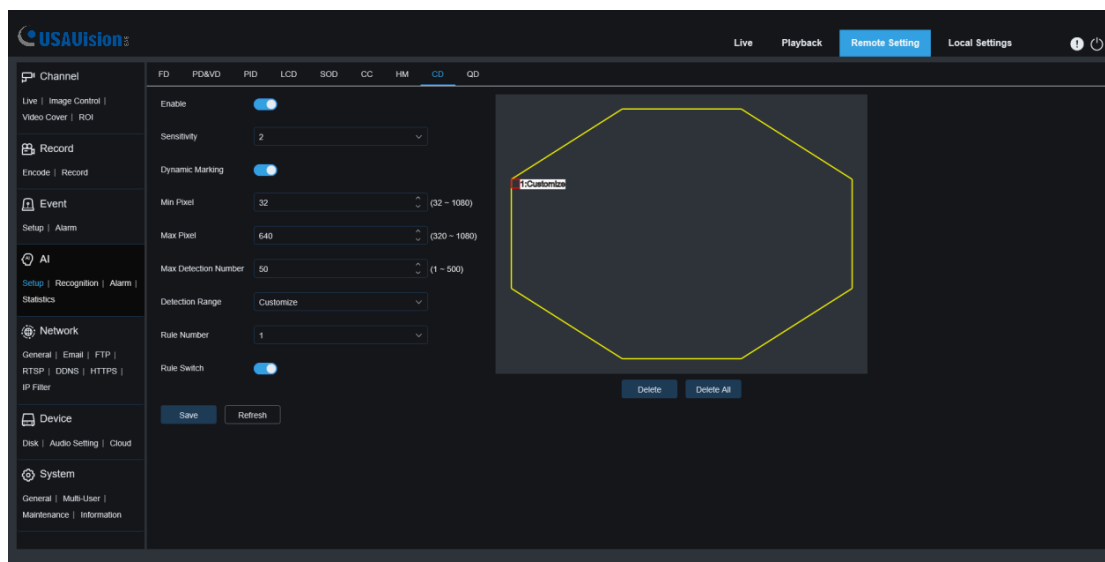 USAVision
Live Playback Remote Setting Local Settings
Channel
Live | Image Control |
Video Cover | ROI
Record
Encode | Record
Event
Setup | Alarm
AI
Setup | Recognition | Alarm |
Statistics
Network
General | Email | FTP |
RTSP | DDNS | HTTPS |
IP Filter
Device
Disk | Audio Setting | Cloud
System
General | Multi-User |
Maintenance | Information
FD PD&VD PID LCD SOD CC HM CD QD
Enable
Sensitivity 2
Dynamic Marking
Min Pixel 32 (32 ~ 1080)
Max Pixel 640 (320 ~ 1080)
Max Detection Number 50 (1 ~ 500)
Detection Range Customize
Rule Number 1
Rule Switch
Save Refresh
1:Customize
Delete Delete All